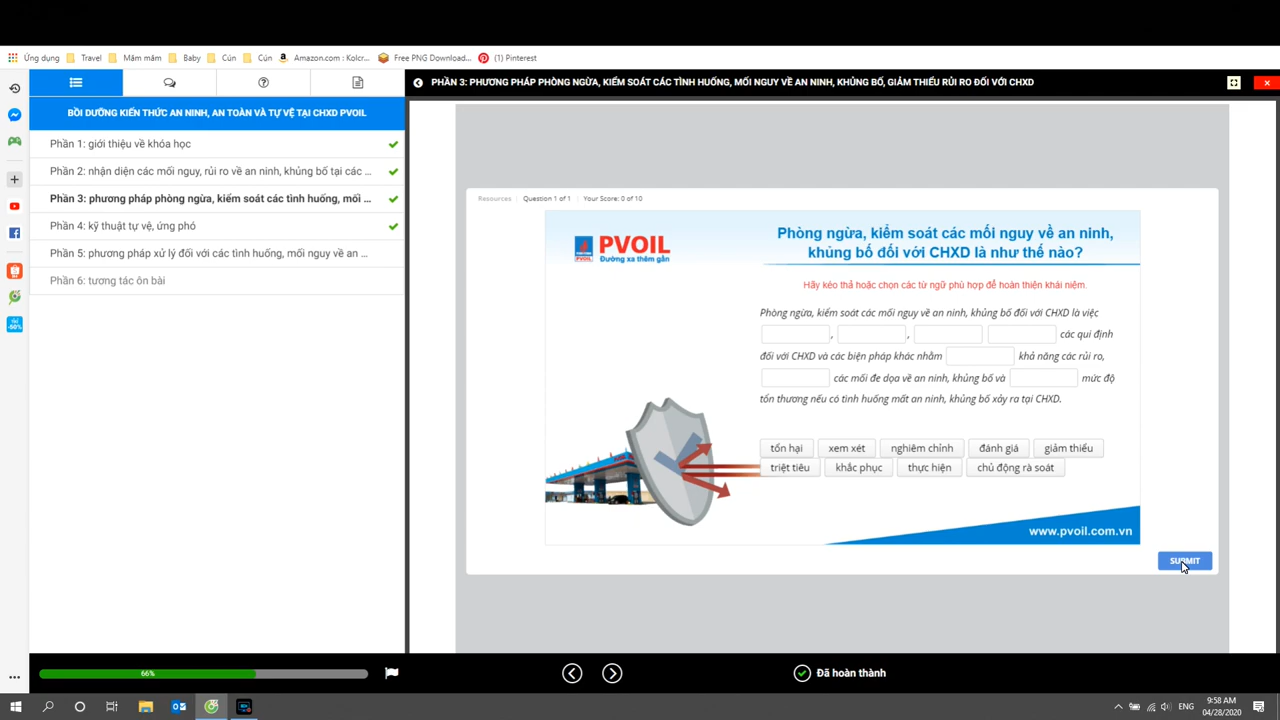 Ứng dụng Travel Măm măm Baby Cún Cún Amazon.com : Kolcr... Free PNG Download... (1) Pinterest
PHẦN 3: PHƯƠNG PHÁP PHÒNG NGỪA, KIỂM SOÁT CÁC TÌNH HUỐNG, MỐI NGUY VỀ AN NINH, KHỦNG BỐ, GIẢM THIỂU RỦI RO ĐỐI VỚI CHXD
BỒI DƯỠNG KIẾN THỨC AN NINH, AN TOÀN VÀ TỰ VỆ TẠI CHXD PVOIL
Phần 1: giới thiệu về khóa học
Phần 2: nhận diện các mối nguy, rủi ro về an ninh, khủng bố tại các ...
Phần 3: phương pháp phòng ngừa, kiểm soát các tình huống, mối ...
Phần 4: kỹ thuật tự vệ, ứng phó
Phần 5: phương pháp xử lý đối với các tình huống, mối nguy về an ...
Phần 6: tương tác ôn bài
-60%
Resources Question 1 of 1 Your Score: 0 of 10
PVOIL
PVOIL
Đường xa thêm gần
Phòng ngừa, kiểm soát các mối nguy về an ninh,
khủng bố đối với CHXD là như thế nào?
Hãy kéo thả hoặc chọn các từ ngữ phù hợp để hoàn thiện khái niệm.
Phòng ngừa, kiểm soát các mối nguy về an ninh, khủng bố đối với CHXD là việc
, , các qui định
đối với CHXD và các biện pháp khác nhằm khả năng các rủi ro,
các mối đe dọa về an ninh, khủng bố và mức độ
tổn thương nếu có tình huống mất an ninh, khủng bố xảy ra tại CHXD.
tổn hại xem xét nghiêm chỉnh đánh giá giảm thiểu
triệt tiêu khắc phục thực hiện chủ động rà soát
www.pvoil.com.vn
SUBMIT
66%
Đã hoàn thành
ENG
9:58 AM
04/28/2020